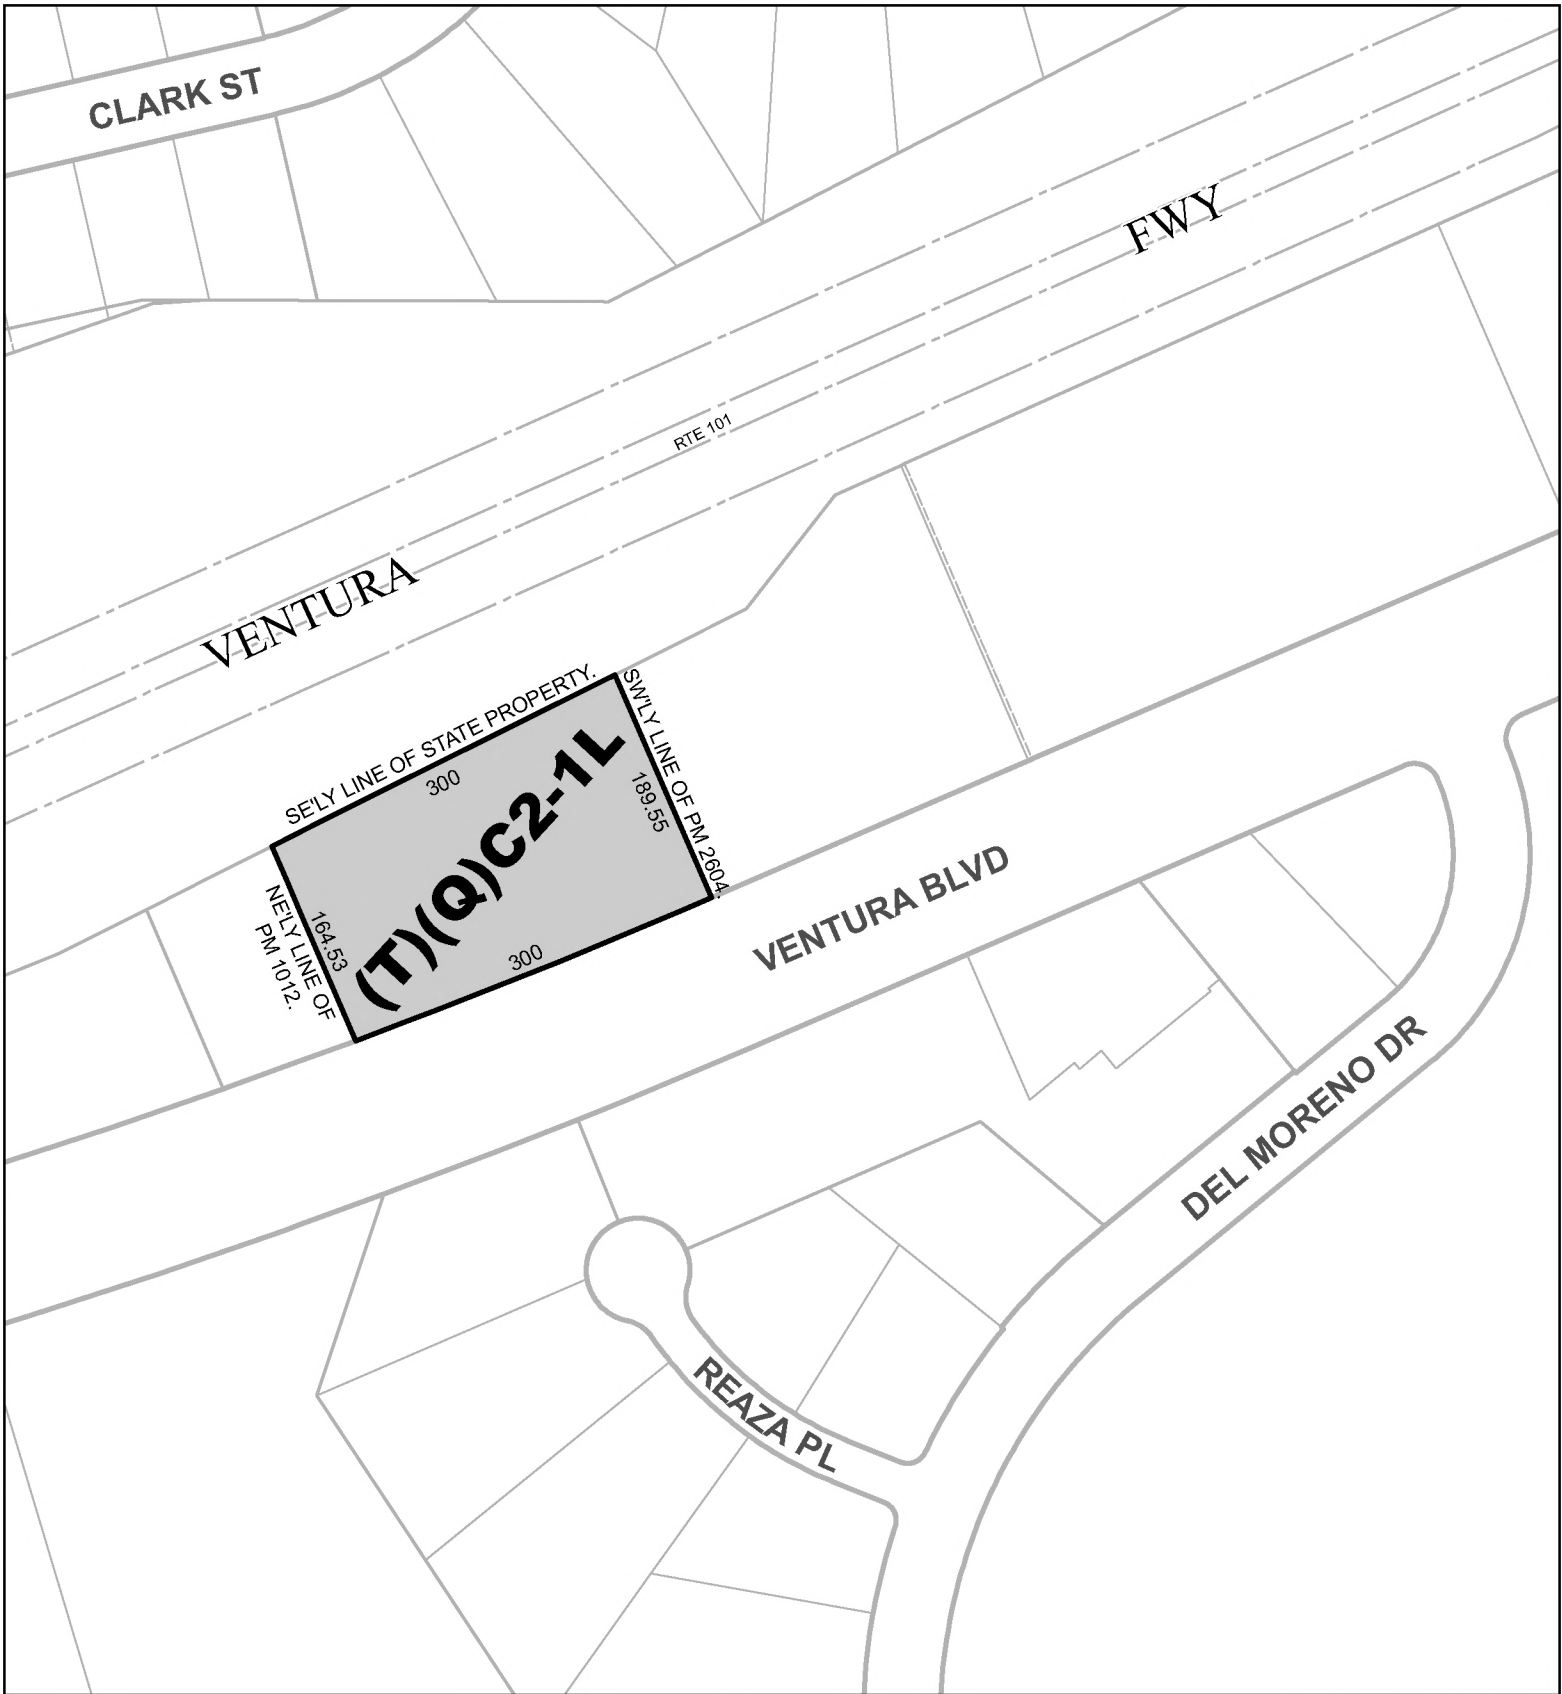 CLARK ST
FWY
RTE 101
VENTURA
SE'LY LINE OF STATE PROPERTY.
300
SW'LY LINE OF PM 2604.
189.55
(T)(Q)C2-1L
164.53
NE'LY LINE OF
PM 1012.
300
VENTURA BLVD
DEL MORENO DR
REAZA PL